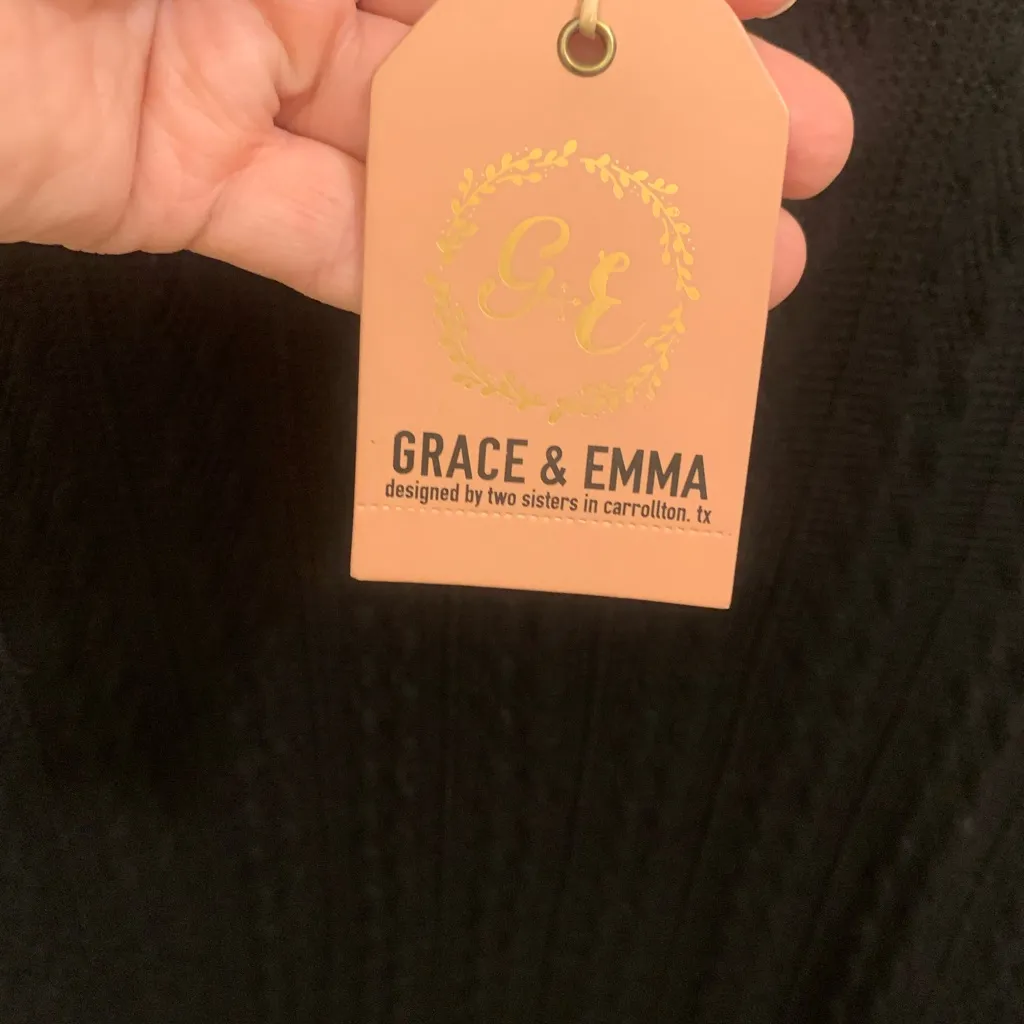 G E
GRACE & EMMA
designed by two sisters in carrollton. tx